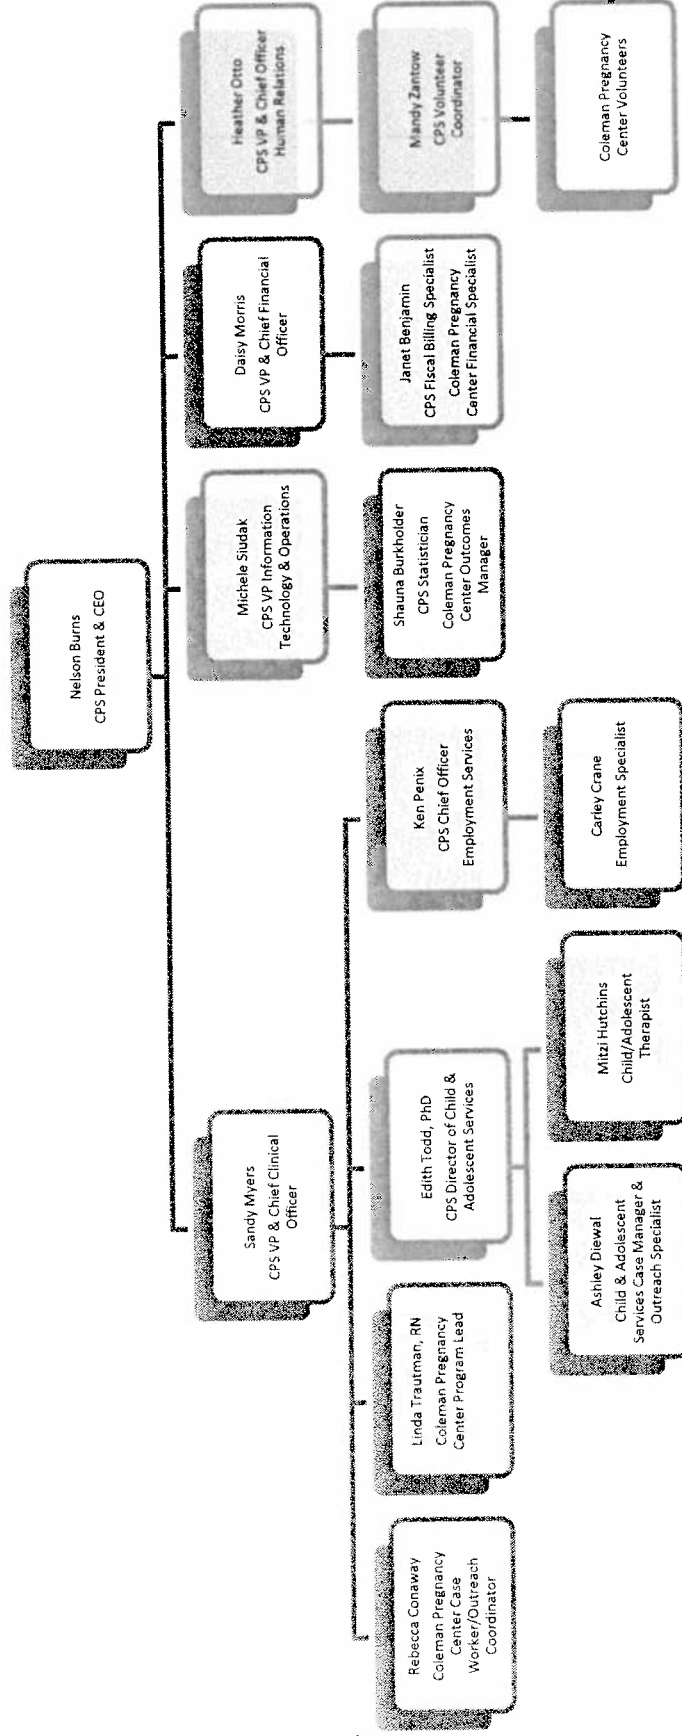 Nelson Burns
CPS President & CEO
Sandy Myers
CPS VP & Chief Clinical
Officer
Michele Siudak
CPS VP Information
Technology & Operations
Daisy Morris
CPS VP & Chief Financial
Officer
Heather Otto
CPS VP & Chief Officer
Human Relations
Rebecca Conaway
Coleman Pregnancy
Center Case
Worker/Outreach
Coordinator
Linda Trautman, RN
Coleman Pregnancy
Center Program Lead
Edith Todd, PhD
CPS Director of Child &
Adolescent Services
Ken Penix
CPS Chief Officer
Employment Services
Shauna Burkholder
CPS Statistician
Coleman Pregnancy
Center Outcomes
Manager
Janet Benjamin
CPS Fiscal Billing Specialist
Coleman Pregnancy
Center Financial Specialist
Mandy Zantow
CPS Volunteer
Coordinator
Ashley Diewal
Child & Adolescent
Services Case Manager &
Outreach Specialist
Mitzi Hutchins
Child/Adolescent
Therapist
Carley Crane
Employment Specialist
Coleman Pregnancy
Center Volunteers